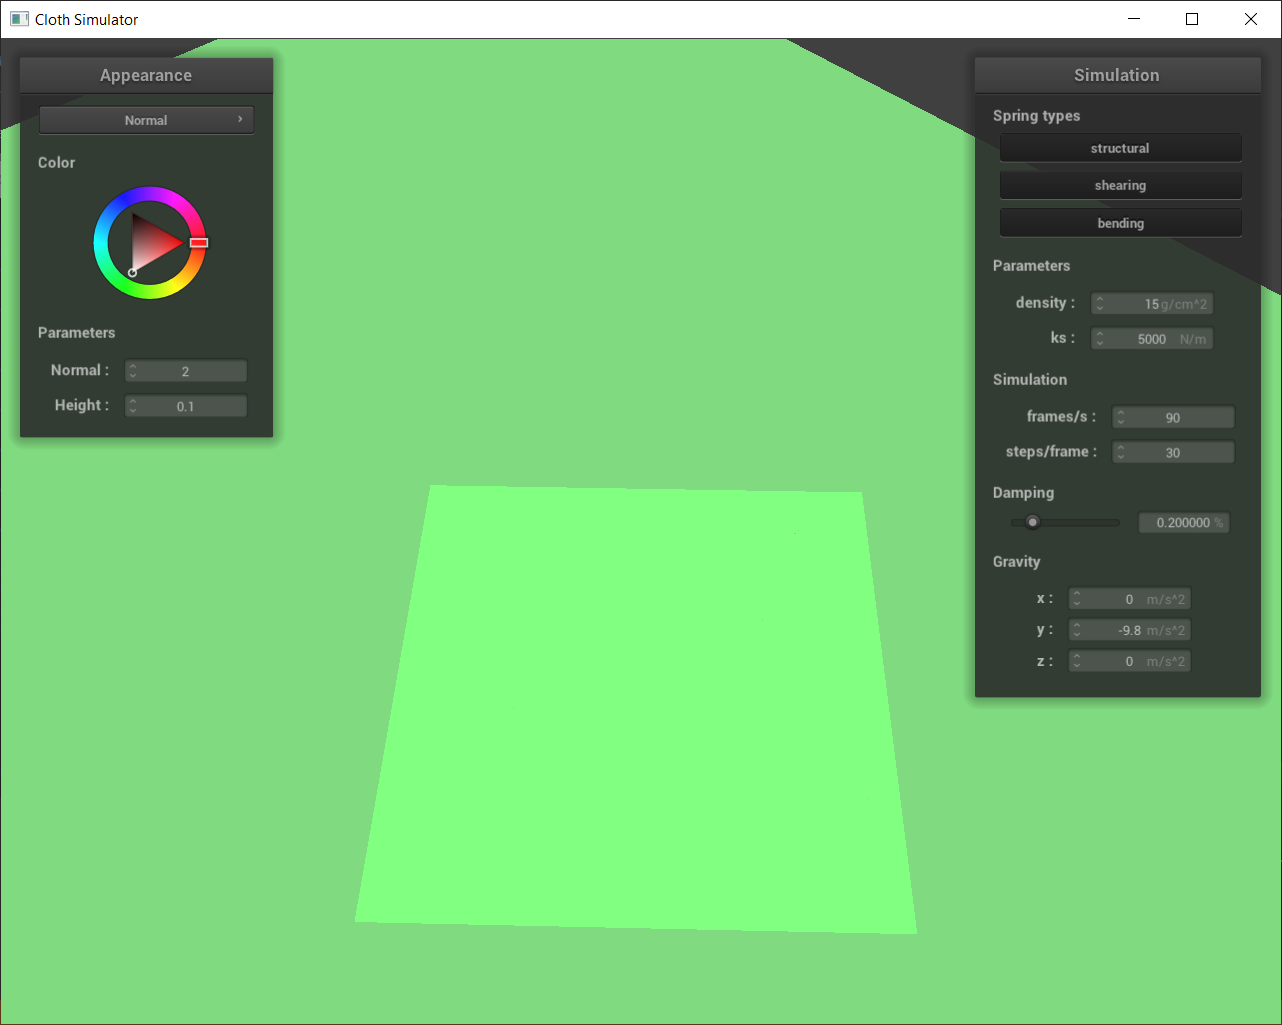 Cloth Simulator
Appearance
Normal
Color
Parameters
Normal : 2
Height : 0.1
Simulation
Spring types
structural
shearing
bending
Parameters
density : 15 g/cm^2
ks : 5000 N/m
Simulation
frames/s : 90
steps/frame : 30
Damping
0.200000 %
Gravity
x : 0 m/s^2
y : -9.8 m/s^2
z : 0 m/s^2